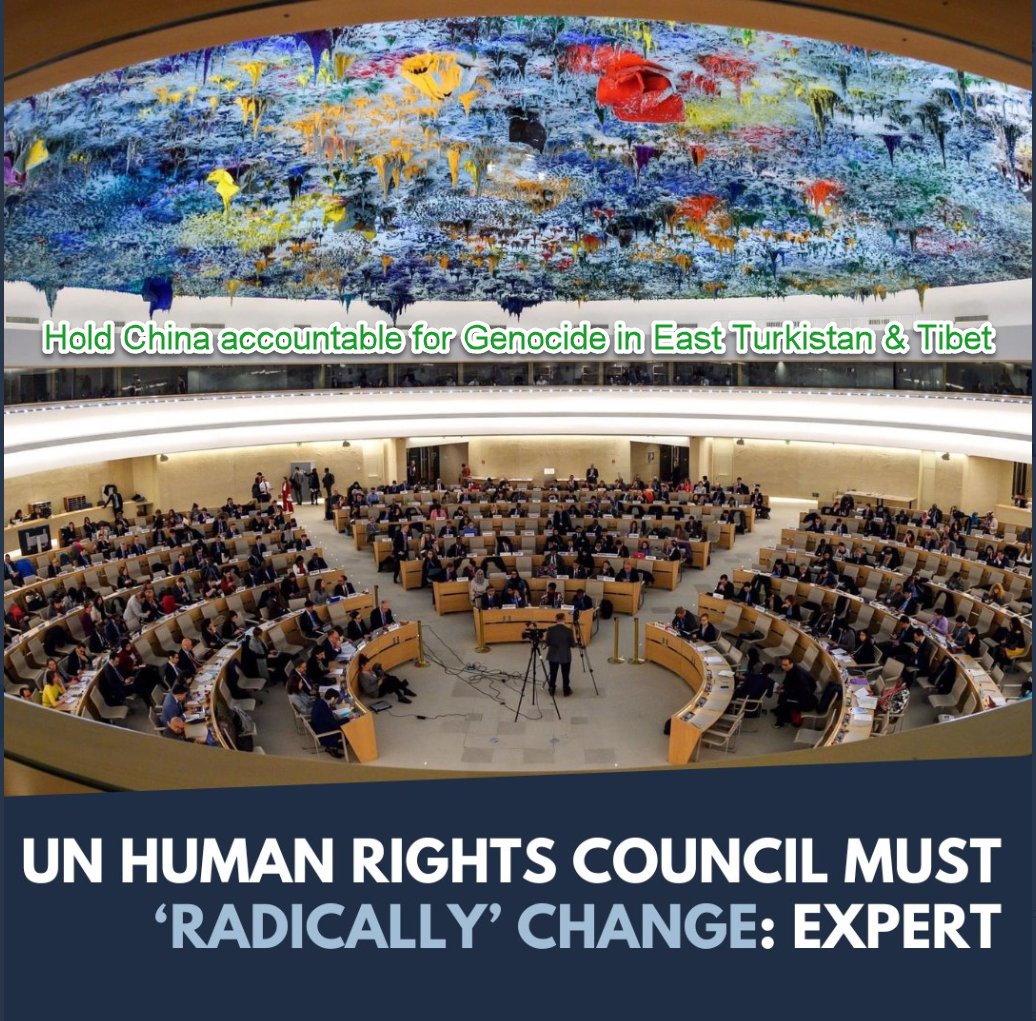 Hold China accountable for Genocide in East Turkistan & Tibet
UN HUMAN RIGHTS COUNCIL MUST
‘RADICALLY’ CHANGE: EXPERT